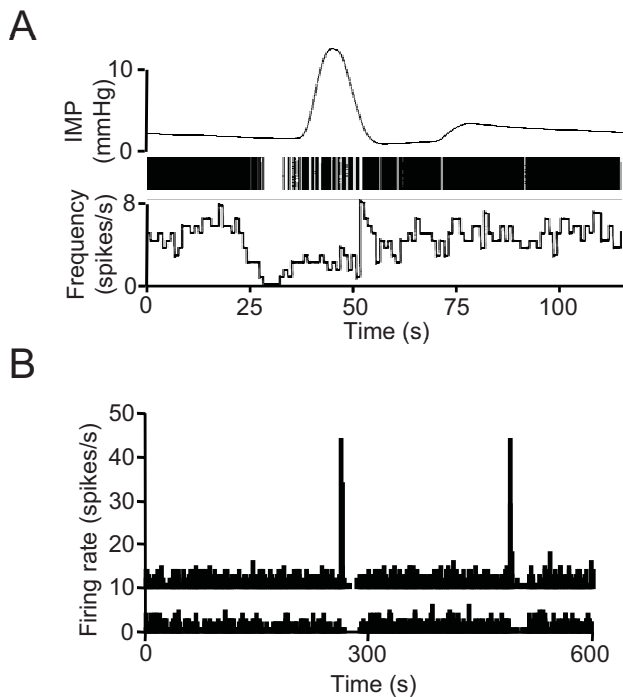 A
IMP
(mmHg)
10
0
Frequency
(spikes/s)
8
0
0 25 50 75 100
Time (s)
B
Firing rate (spikes/s)
50
40
30
20
10
0
0 300 600
Time (s)